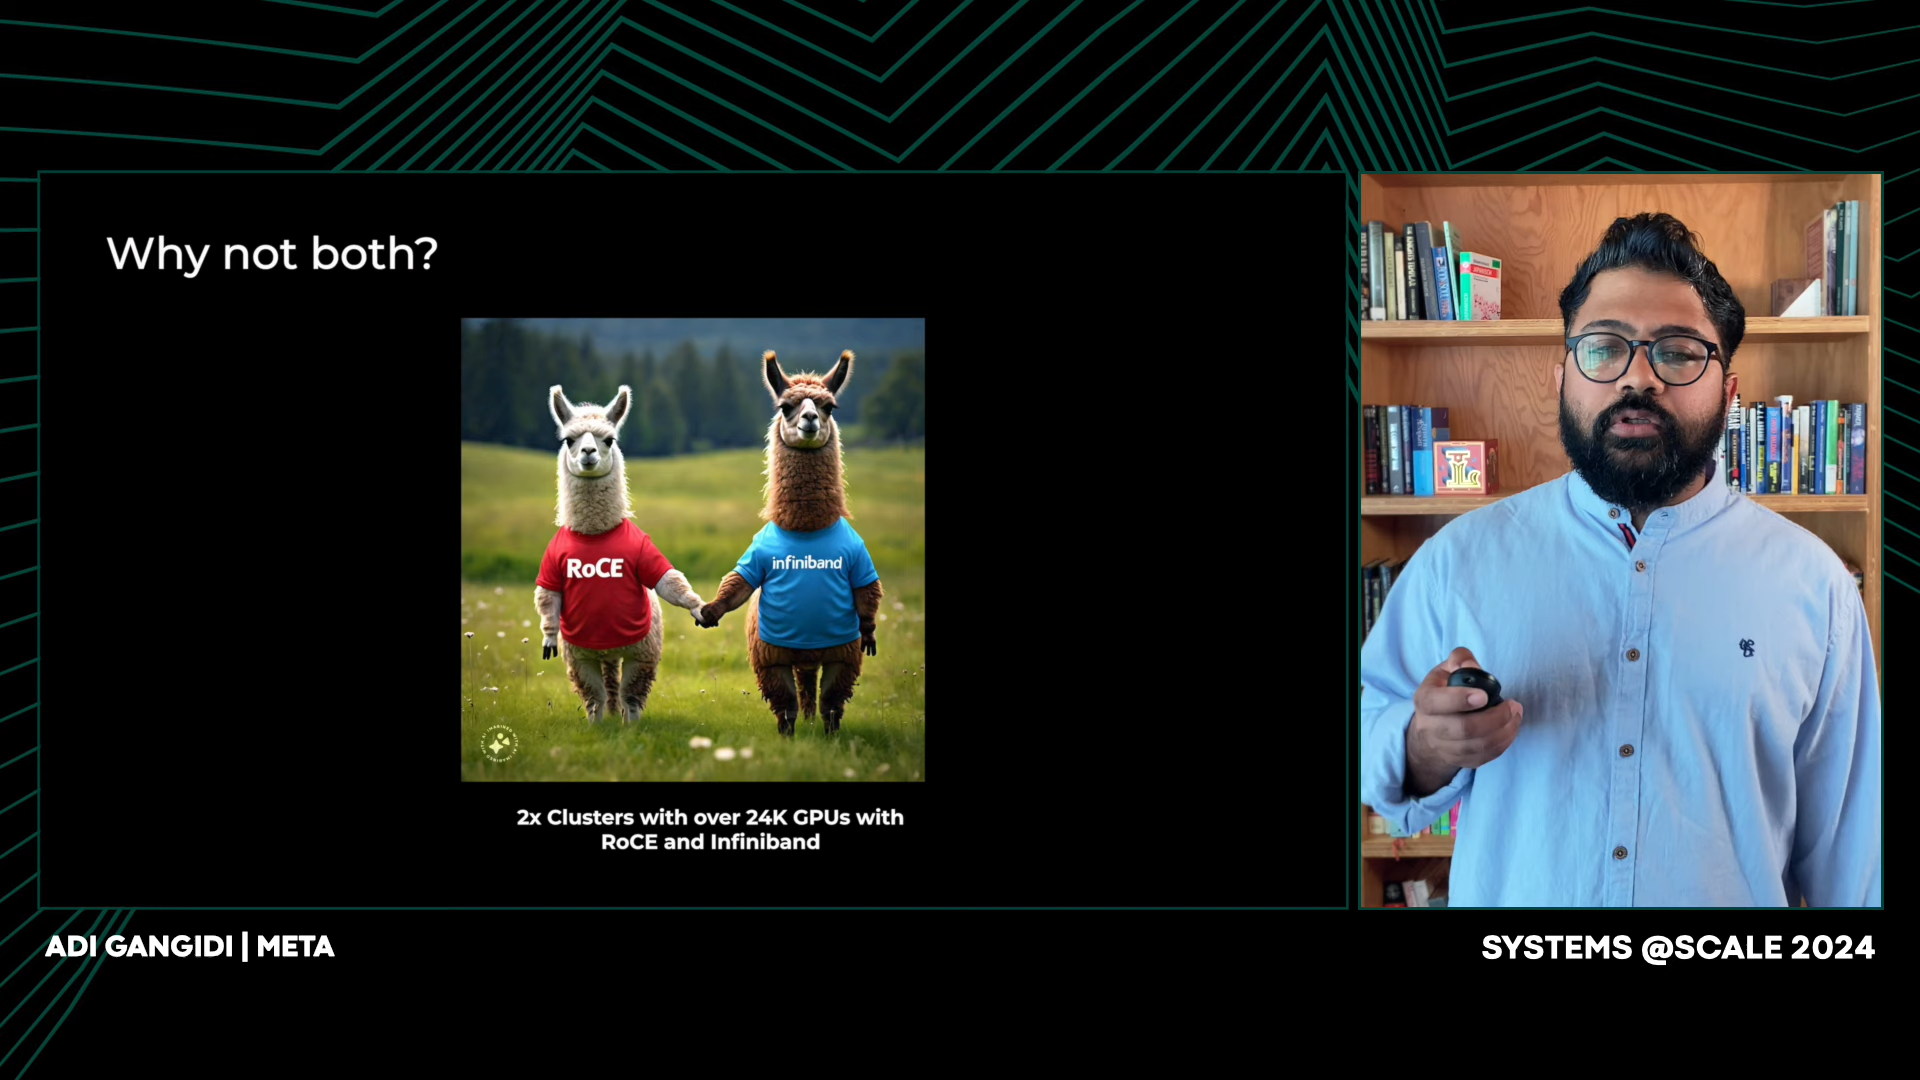 Why not both?
RoCE
infiniband
2x Clusters with over 24K GPUs with
RoCE and Infiniband
ADI GANGIDI | META
SYSTEMS @SCALE 2024